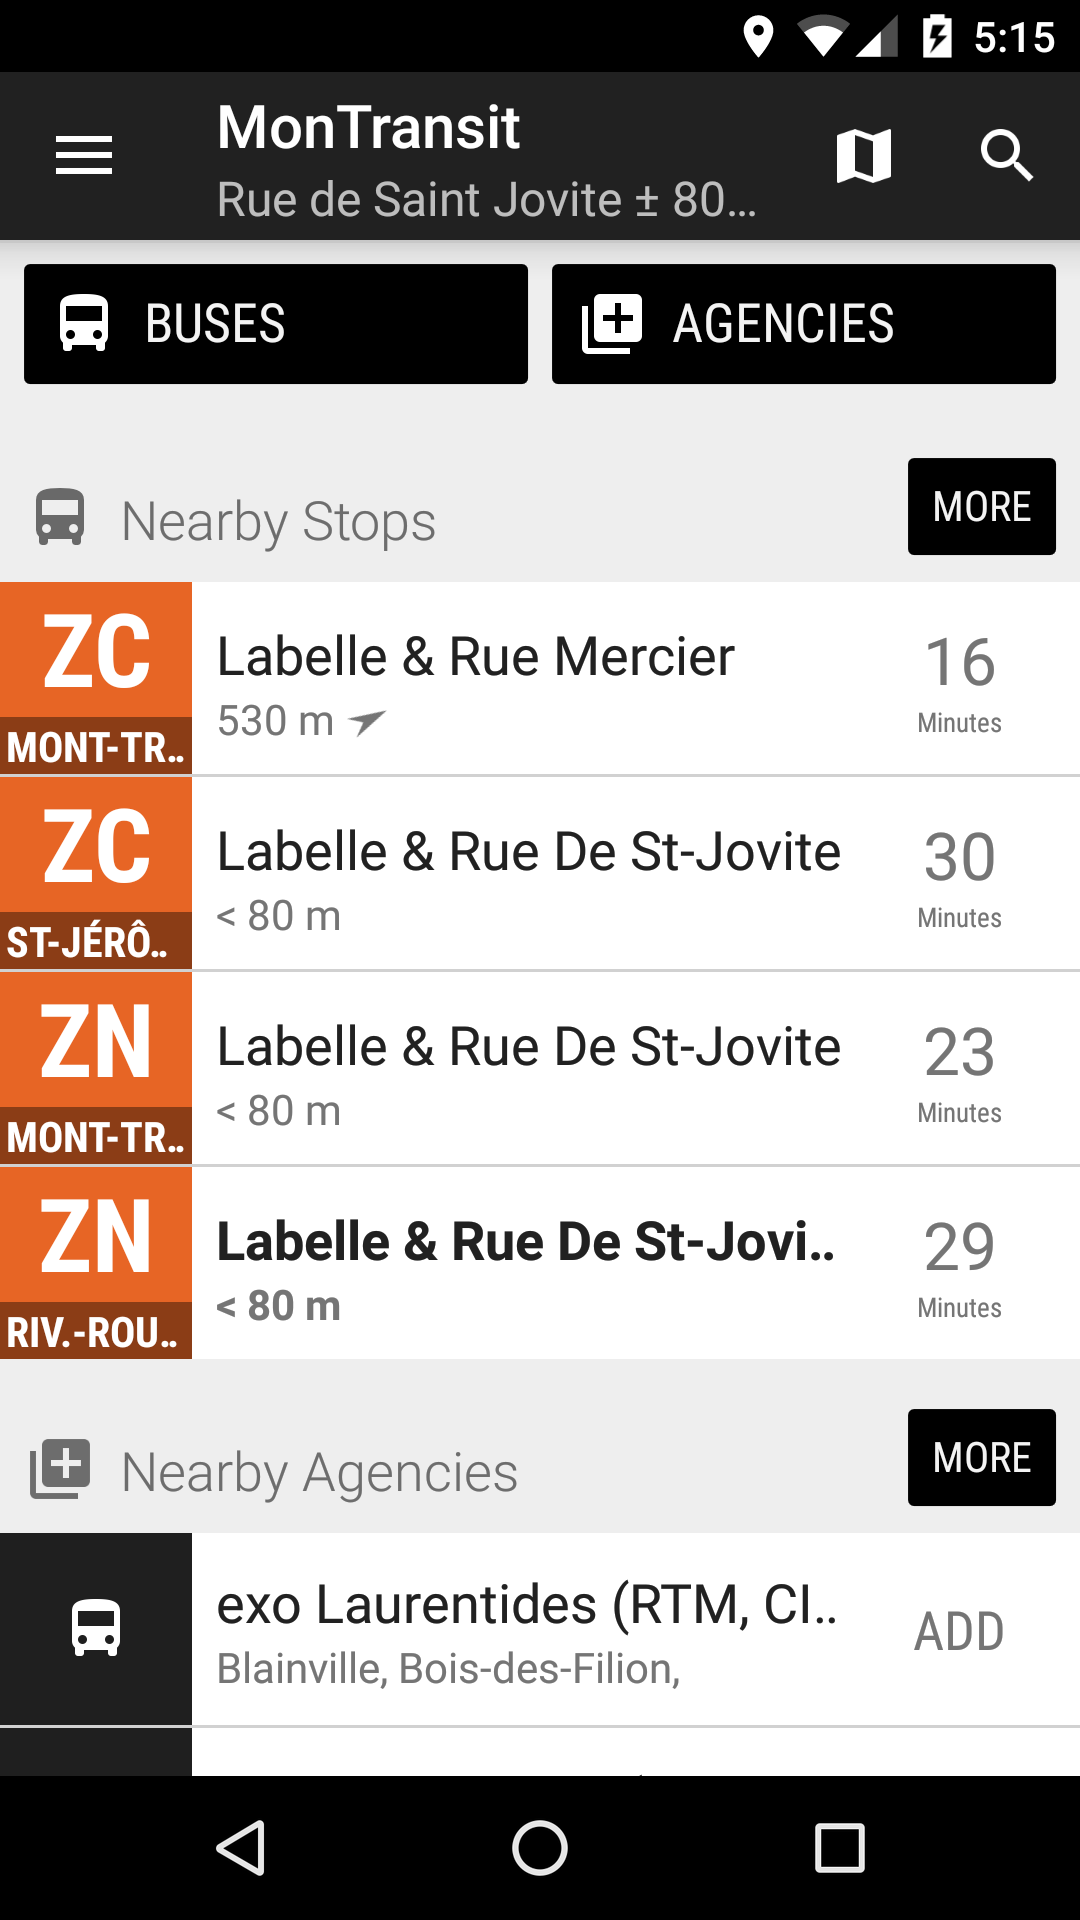 5:15
MonTransit
Rue de Saint Jovite ± 80...
BUSES
AGENCIES
Nearby Stops
MORE
ZC
MONT-TR..
Labelle & Rue Mercier
530 m
16
Minutes
ZC
ST-JÉRÔ..
Labelle & Rue De St-Jovite
< 80 m
30
Minutes
ZN
MONT-TR..
Labelle & Rue De St-Jovite
< 80 m
23
Minutes
ZN
RIV.-ROU..
Labelle & Rue De St-Jovi..
< 80 m
29
Minutes
Nearby Agencies
MORE
exo Laurentides (RTM, CI..
Blainville, Bois-des-Filion,
ADD